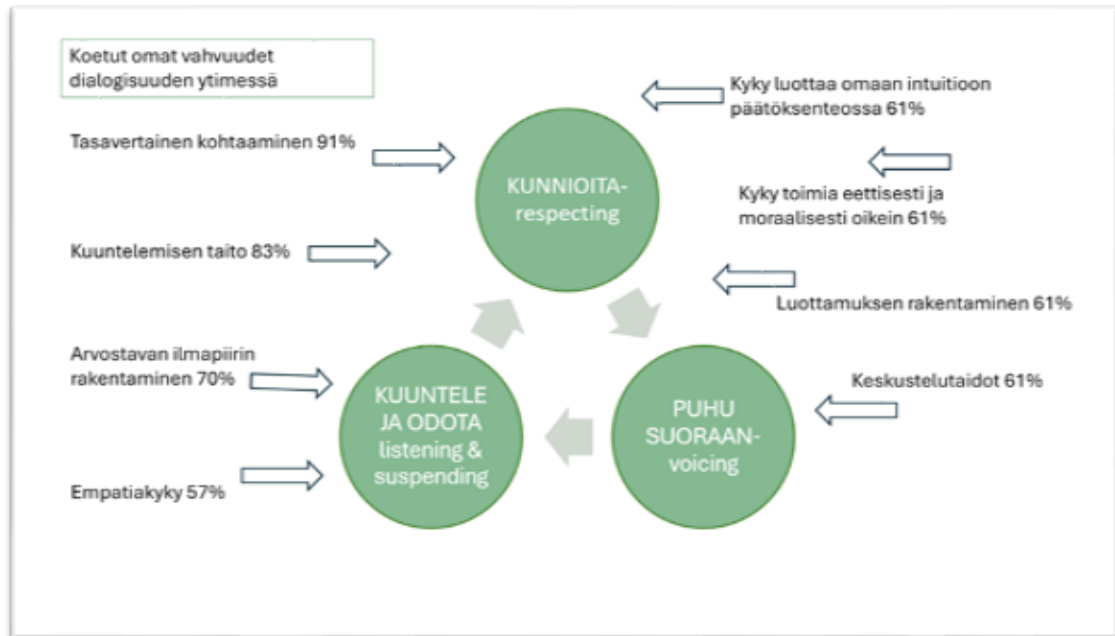 Koetut omat vahvuudet
dialogisuuden ytimessä
Tasavertainen kohtaaminen 91%
Kuuntelemisen taito 83%
Arvostavan ilmapiirin
rakentaminen 70%
Empatiakyky 57%
KUNNIOITA-
respecting
KUUNTELE
JA ODOTA
listening &
suspending
PUHU
SUORAAN-
voicing
Kyky luottaa omaan intuitioon
päätöksenteossa 61%
Kyky toimia eettisesti ja
moraalisesti oikein 61%
Luottamuksen rakentaminen 61%
Keskustelutaidot 61%